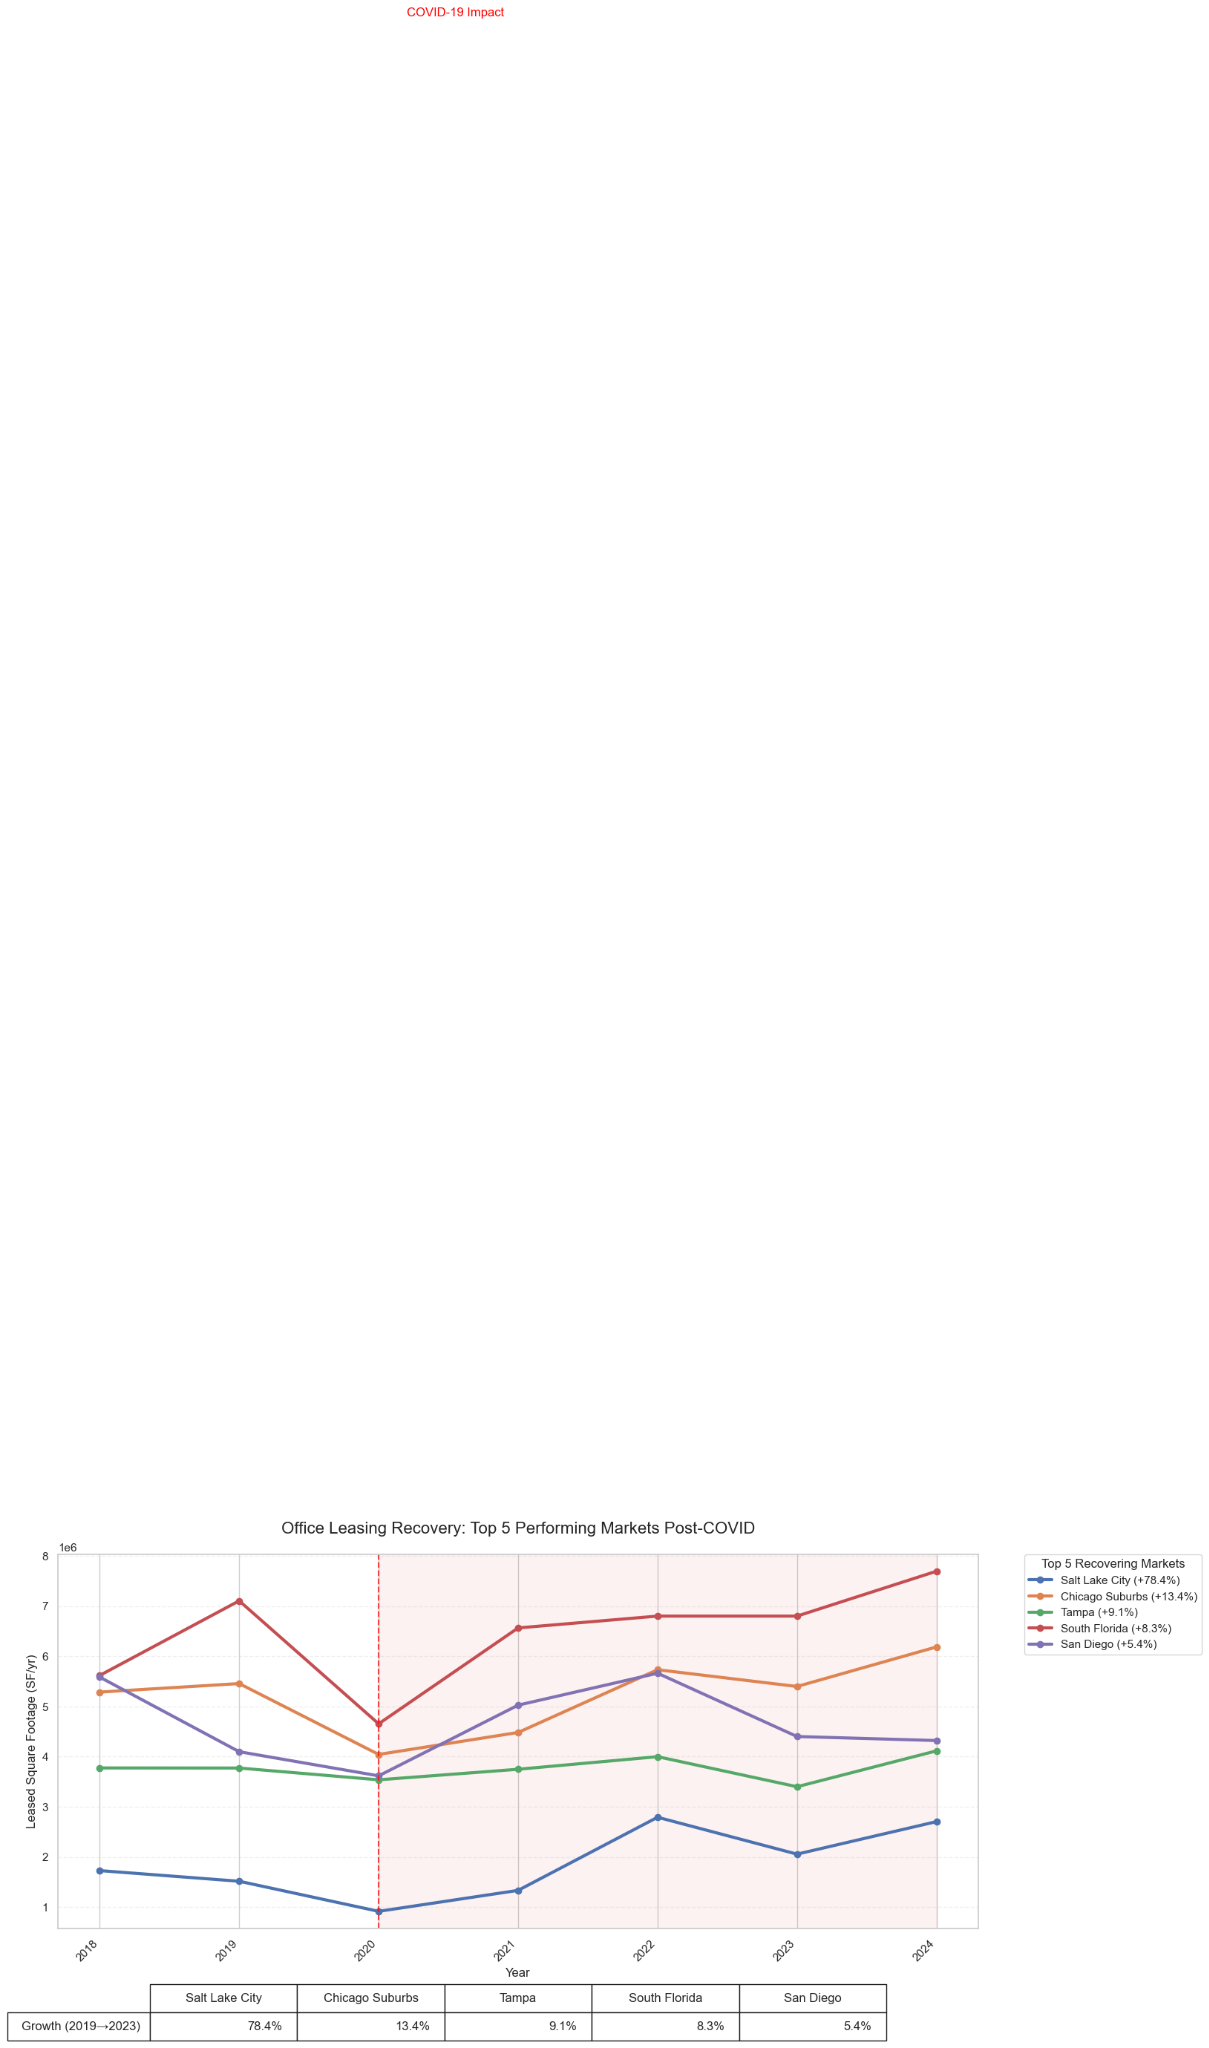 COVID-19 Impact
Office Leasing Recovery: Top 5 Performing Markets Post-COVID
1e6
8
7
6
5
4
3
2
1
Leased Square Footage (SF/yr)
2018
2019
2020
2021
2022
2023
2024
Year
Top 5 Recovering Markets
Salt Lake City (+78.4%)
Chicago Suburbs (+13.4%)
Tampa (+9.1%)
South Florida (+8.3%)
San Diego (+5.4%)
Salt Lake City Chicago Suburbs Tampa South Florida San Diego
Growth (2019→2023) 78.4% 13.4% 9.1% 8.3% 5.4%